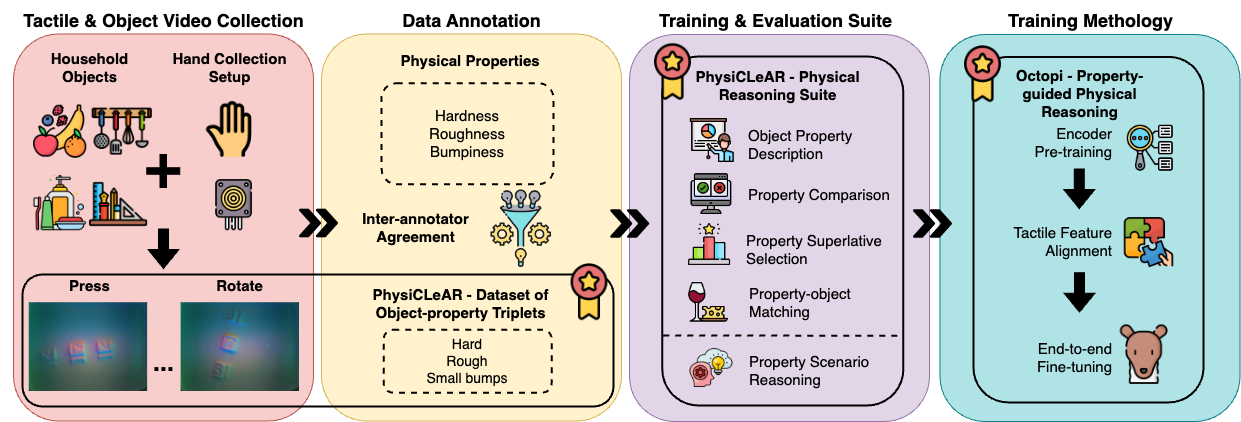 Tactile & Object Video Collection
Household
Objects
Hand Collection
Setup
Press
Rotate
...
Data Annotation
Physical Properties
Hardness
Roughness
Bumpiness
Inter-annotator
Agreement
PhysiCLeAR - Dataset of
Object-property Triplets
Hard
Rough
Small bumps
Training & Evaluation Suite
PhysiCLeAR - Physical
Reasoning Suite
Object Property
Description
Property Comparison
Property Superlative
Selection
Property-object
Matching
Property Scenario
Reasoning
Training Methology
Octopi - Property-
guided Physical
Reasoning
Encoder
Pre-training
Tactile Feature
Alignment
End-to-end
Fine-tuning